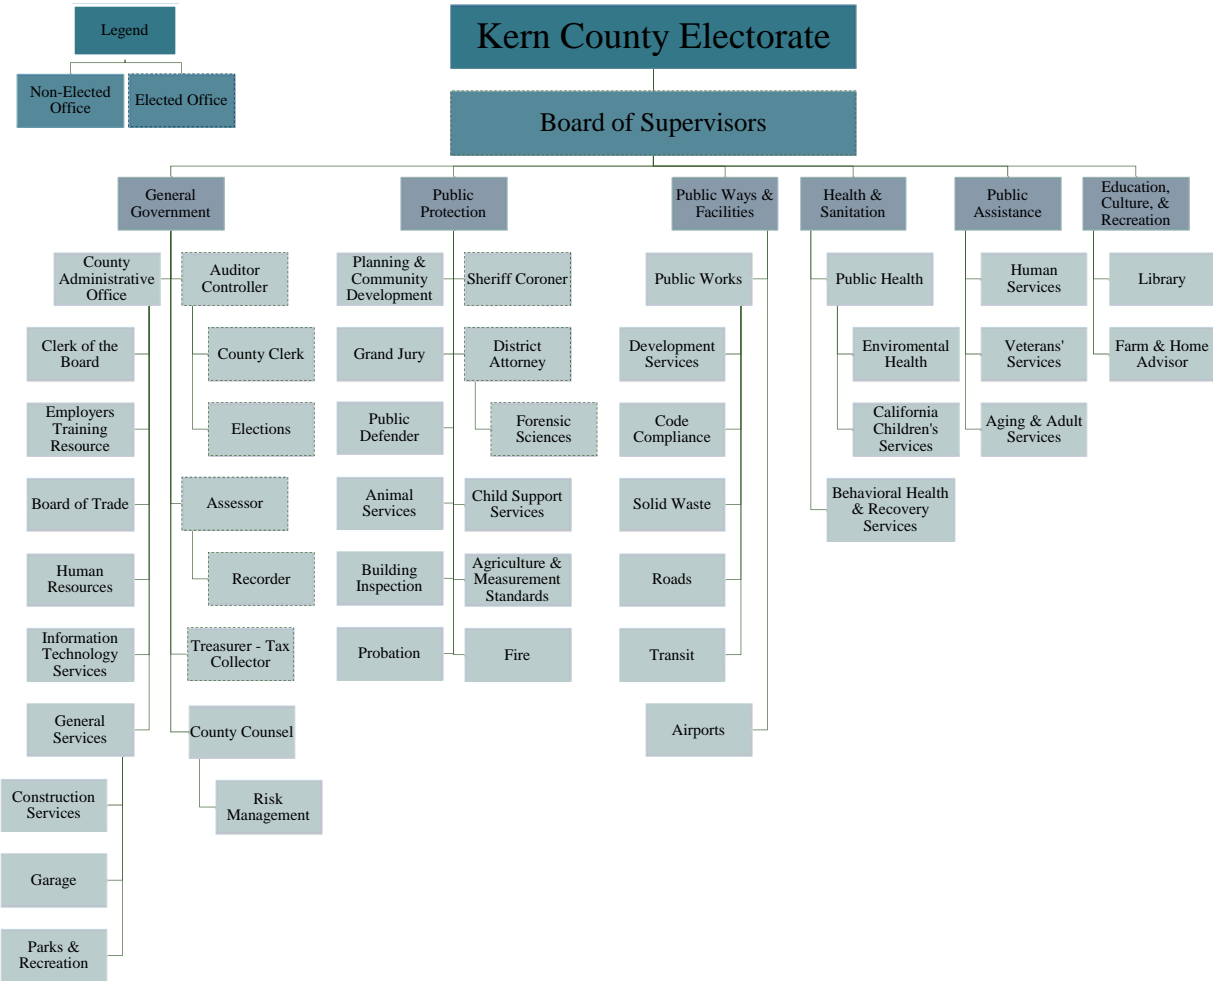 Legend
Non-Elected
Office
Elected Office
Kern County Electorate
Board of Supervisors
General
Government
County
Administrative
Office
Clerk of the
Board
Employers
Training
Resource
Board of Trade
Human
Resources
Information
Technology
Services
General
Services
Construction
Services
Garage
Parks &
Recreation
Auditor
Controller
County Clerk
Elections
Assessor
Recorder
Treasurer - Tax
Collector
County Counsel
Risk
Management
Public
Protection
Planning &
Community
Development
Grand Jury
Public
Defender
Animal
Services
Building
Inspection
Probation
Sheriff Coroner
District
Attorney
Forensic
Sciences
Child Support
Services
Agriculture &
Measurement
Standards
Fire
Public Ways &
Facilities
Public Works
Development
Services
Code
Compliance
Solid Waste
Roads
Transit
Airports
Health &
Sanitation
Public Health
Enviromental
Health
California
Children's
Services
Behavioral Health
& Recovery
Services
Public
Assistance
Human
Services
Veterans'
Services
Aging & Adult
Services
Education,
Culture, &
Recreation
Library
Farm & Home
Advisor